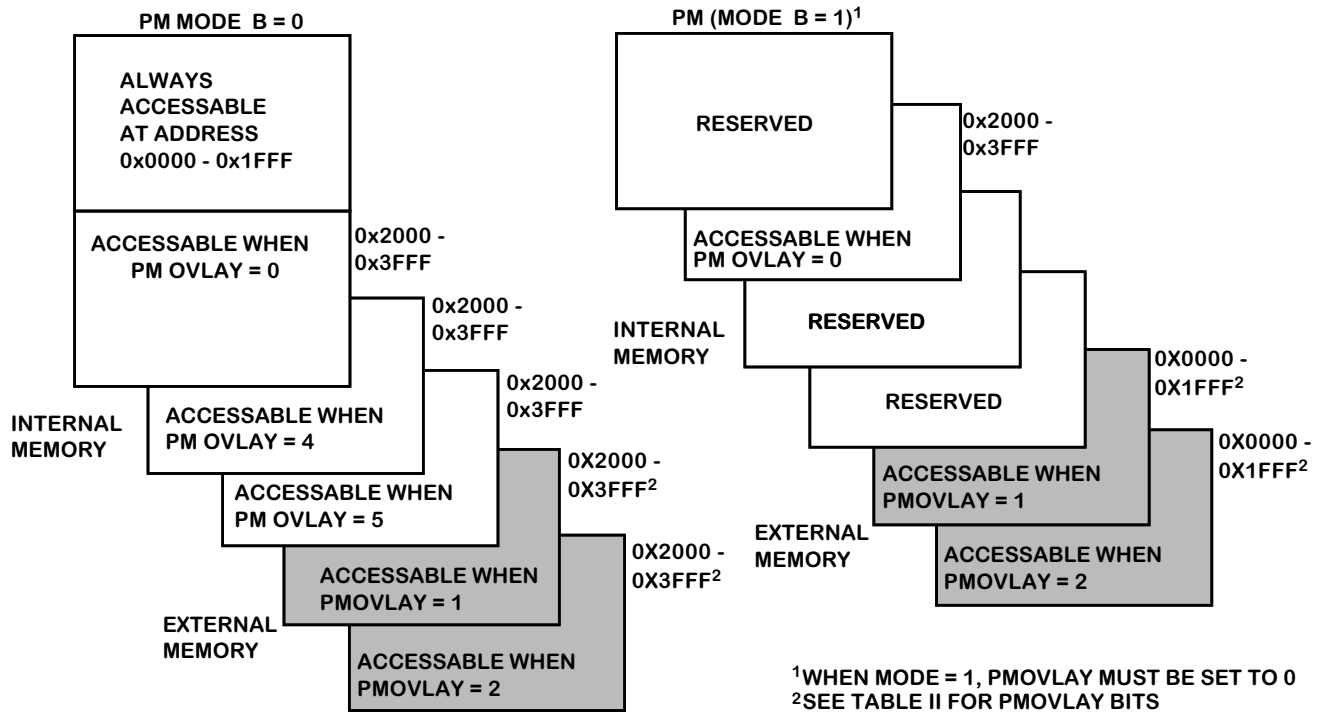 PM MODE B = 0
ALWAYS
ACCESSABLE
AT ADDRESS
0x0000 - 0x1FFF
ACCESSABLE WHEN
PM OVLAY = 0
0x2000 -
0x3FFF
0x2000 -
0x3FFF
0x2000 -
0x3FFF
INTERNAL
MEMORY
ACCESSABLE WHEN
PM OVLAY = 4
0X2000 -
0X3FFF²
ACCESSABLE WHEN
PM OVLAY = 5
0X2000 -
0X3FFF²
ACCESSABLE WHEN
PMOVLAY = 1
EXTERNAL
MEMORY
ACCESSABLE WHEN
PMOVLAY = 2
PM (MODE B = 1)¹
RESERVED
0x2000 -
0x3FFF
ACCESSABLE WHEN
PM OVLAY = 0
INTERNAL
MEMORY
RESERVED
0X0000 -
0X1FFF²
RESERVED
0X0000 -
0X1FFF²
ACCESSABLE WHEN
PMOVLAY = 1
EXTERNAL
MEMORY
ACCESSABLE WHEN
PMOVLAY = 2
¹WHEN MODE = 1, PMOVLAY MUST BE SET TO 0
²SEE TABLE II FOR PMOVLAY BITS